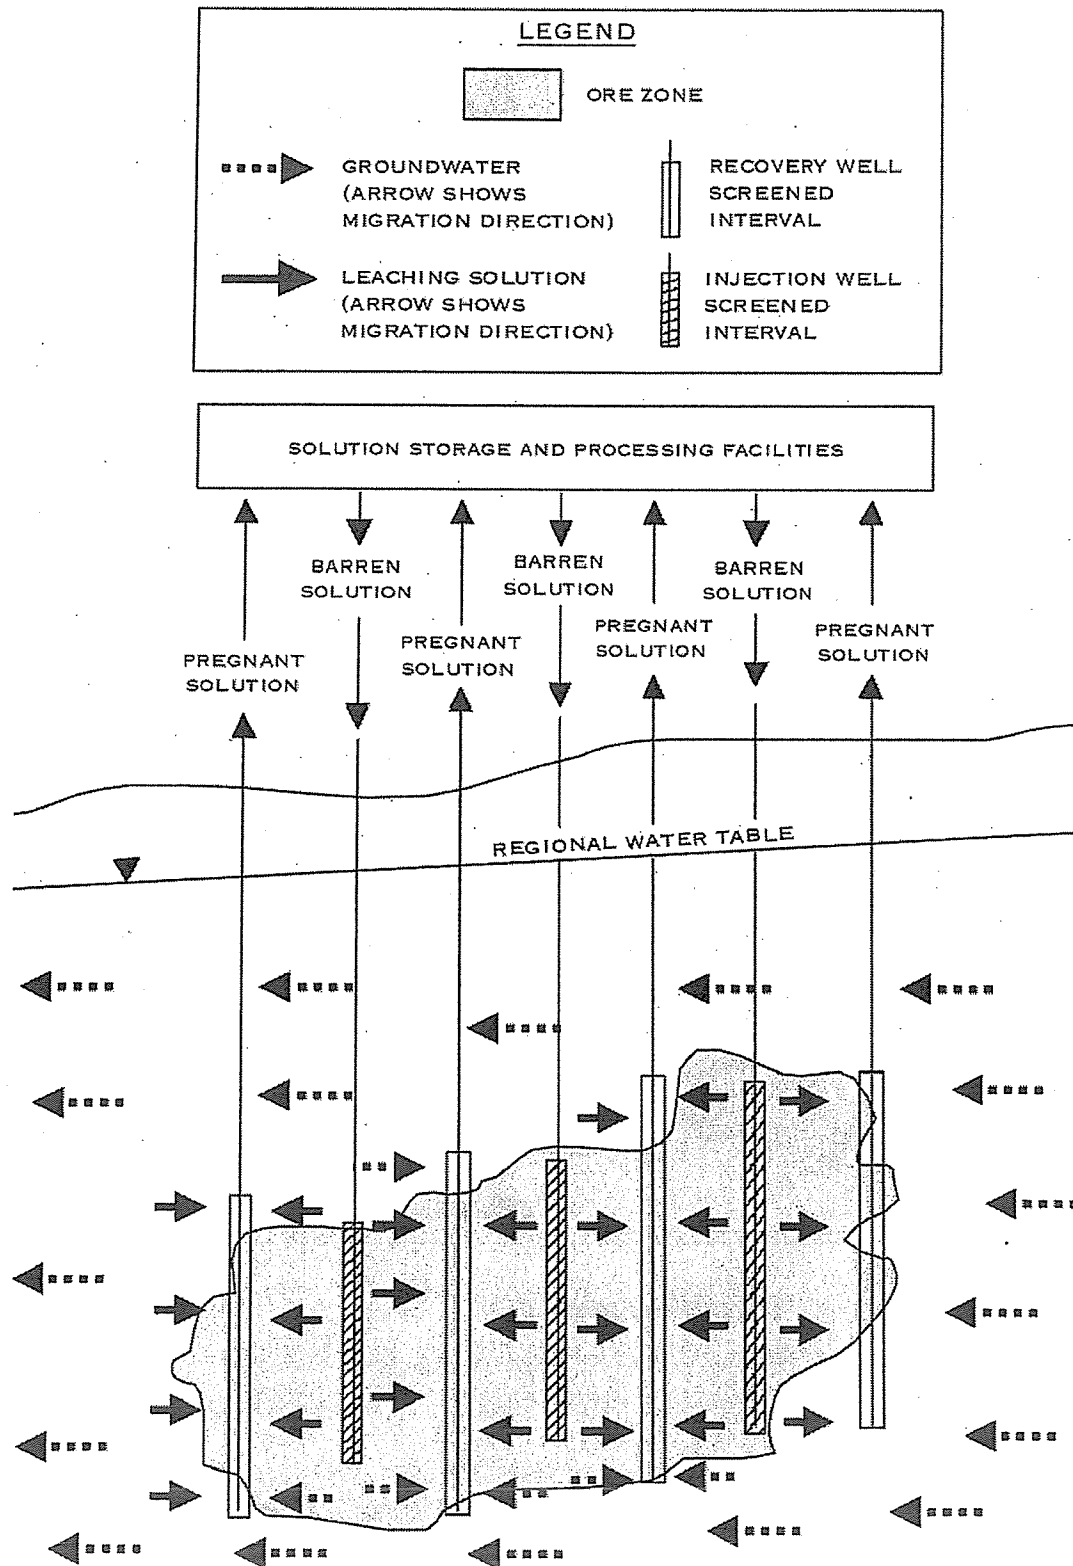 LEGEND
ORE ZONE
GROUNDWATER
(ARROW SHOWS
MIGRATION DIRECTION)
RECOVERY WELL
SCREENED
INTERVAL
LEACHING SOLUTION
(ARROW SHOWS
MIGRATION DIRECTION)
INJECTION WELL
SCREENED
INTERVAL
SOLUTION STORAGE AND PROCESSING FACILITIES
BARREN
SOLUTION
BARREN
SOLUTION
BARREN
SOLUTION
PREGNANT
SOLUTION
PREGNANT
SOLUTION
PREGNANT
SOLUTION
PREGNANT
SOLUTION
REGIONAL WATER TABLE